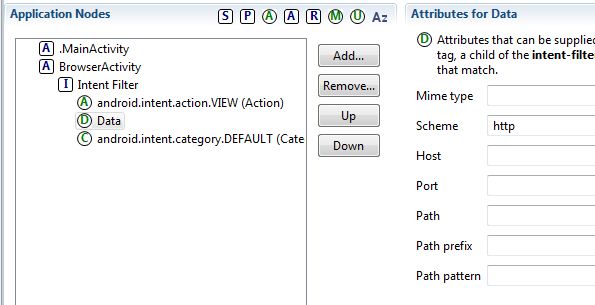 Application Nodes
S P A A R M U Az
A .MainActivity
A BrowserActivity
I Intent Filter
A android.intent.action.VIEW (Action)
D Data
C android.intent.category.DEFAULT (Cate
Add...
Remove...
Up
Down
Attributes for Data
D Attributes that can be supplied
tag, a child of the intent-filte
that match.
Mime type
Scheme http
Host
Port
Path
Path prefix
Path pattern